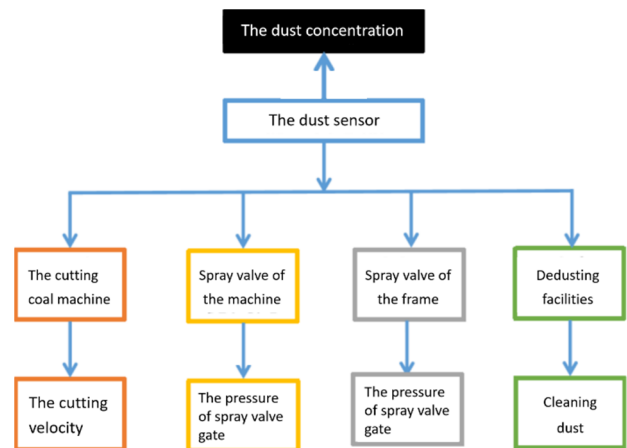 The dust concentration
The dust sensor
The cutting
coal machine
Spray valve of
the machine
Spray valve of
the frame
Dedusting
facilities
The cutting
velocity
The pressure
of spray valve
gate
The pressure
of spray valve
gate
Cleaning
dust